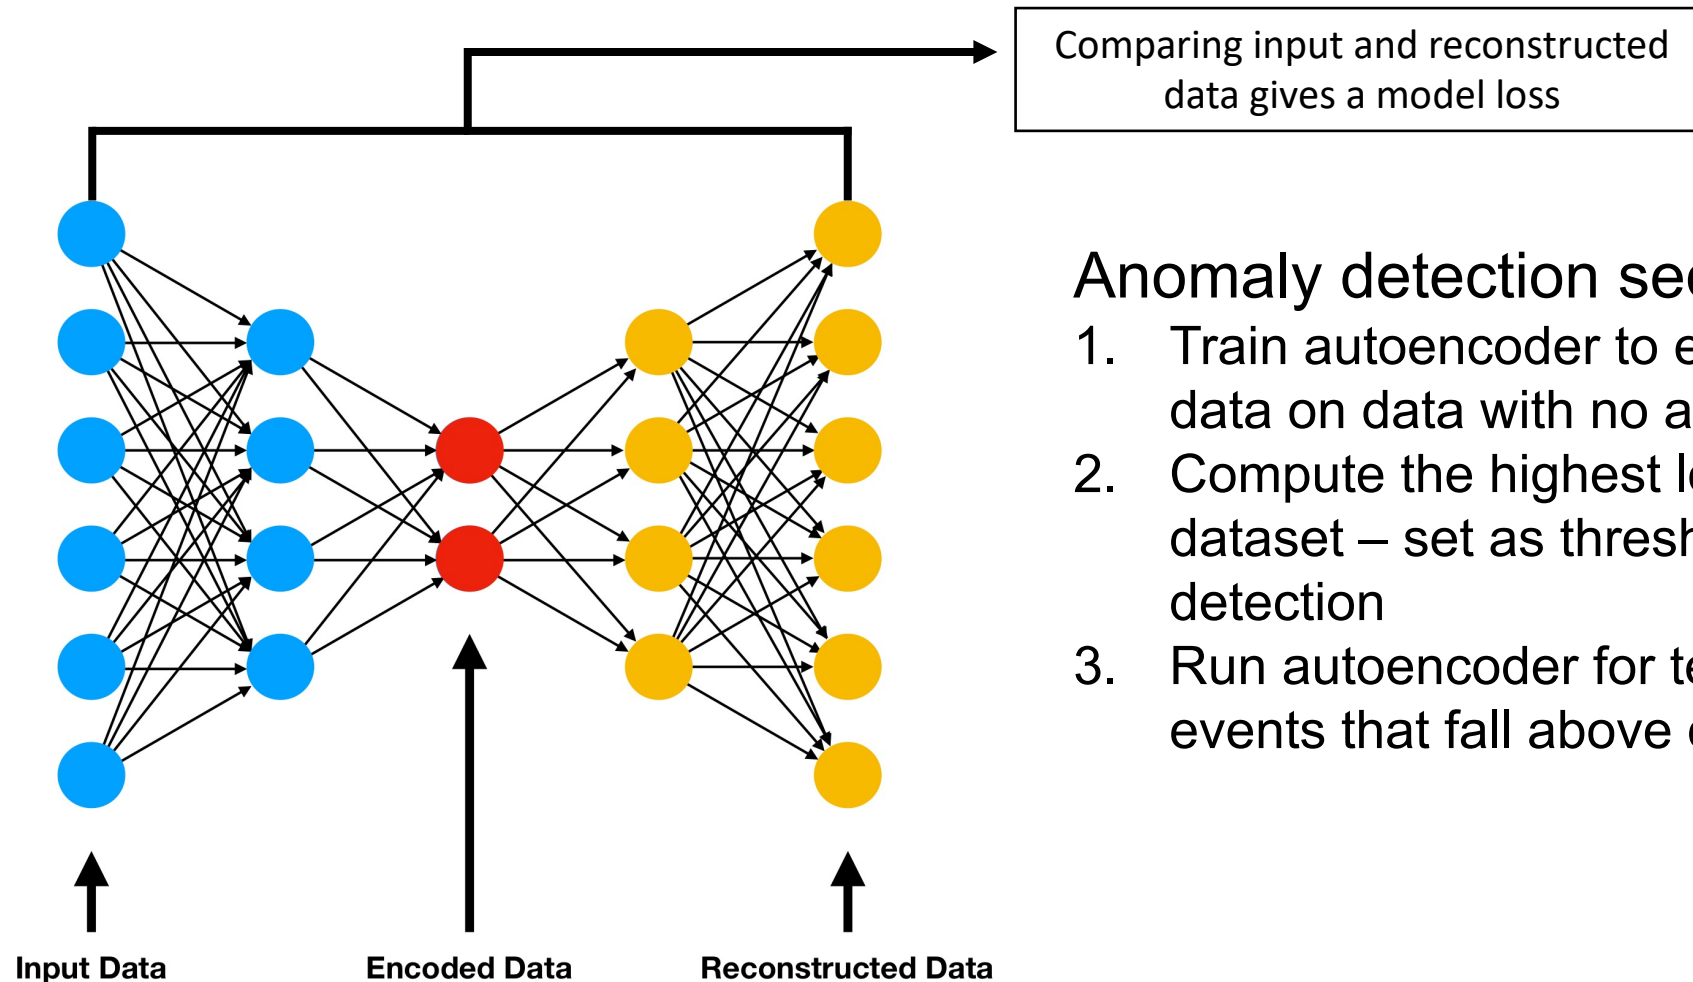 Comparing input and reconstructed
data gives a model loss
Anomaly detection
1. Train autoencoder to
data on data with no
2. Compute the highest
dataset – set as
detection
3. Run autoencoder for
events that fall above
Input Data
Encoded Data
Reconstructed Data